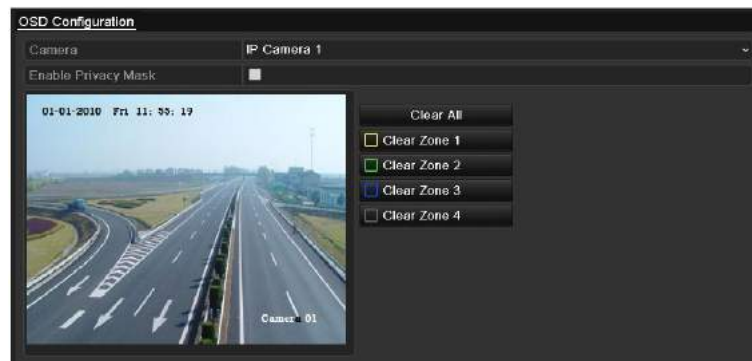 OSD Configuration
Camera IP Camera 1
Enable Privacy Mask
01-01-2010 Fri 11: 55: 19
Clear All
Clear Zone 1
Clear Zone 2
Clear Zone 3
Clear Zone 4
Camera 01